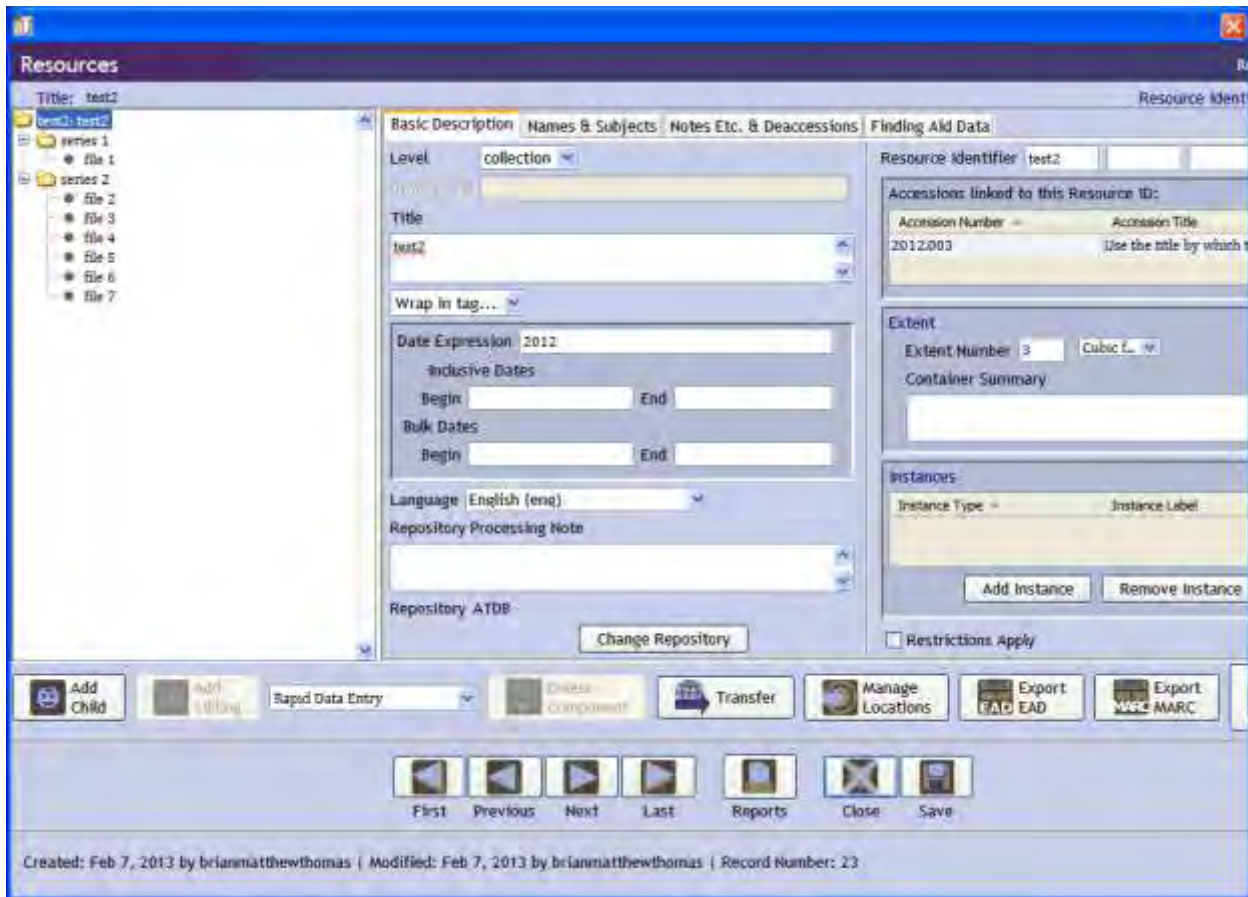 Resources
Title: test2
Resource Identi
test2: test2
series 1
file 1
series 2
file 2
file 3
file 4
file 5
file 6
file 7
Basic Description Names & Subjects Notes Etc. & Deaccessions Finding Aid Data
Level collection
Title
test2
Wrap in tag...
Date Expression 2012
Inclusive Dates
Begin End
Bulk Dates
Begin End
Language English (eng)
Repository Processing Note
Repository ATDB
Change Repository
Resource Identifier test2
Accessions linked to this Resource ID:
Accession Number Accession Title
2012.003 Use the title by which t
Extent
Extent Number 3 Cubic f...
Container Summary
Instances
Instance Type Instance Label
Add Instance Remove Instance
Restrictions Apply
Add Child
Add Sibling
Rapid Data Entry
Delete Component
Transfer
Manage Locations
EAD Export EAD
MARC Export MARC
First Previous Next Last Reports Close Save
Created: Feb 7, 2013 by brianmatthewthomas | Modified: Feb 7, 2013 by brianmatthewthomas | Record Number: 23